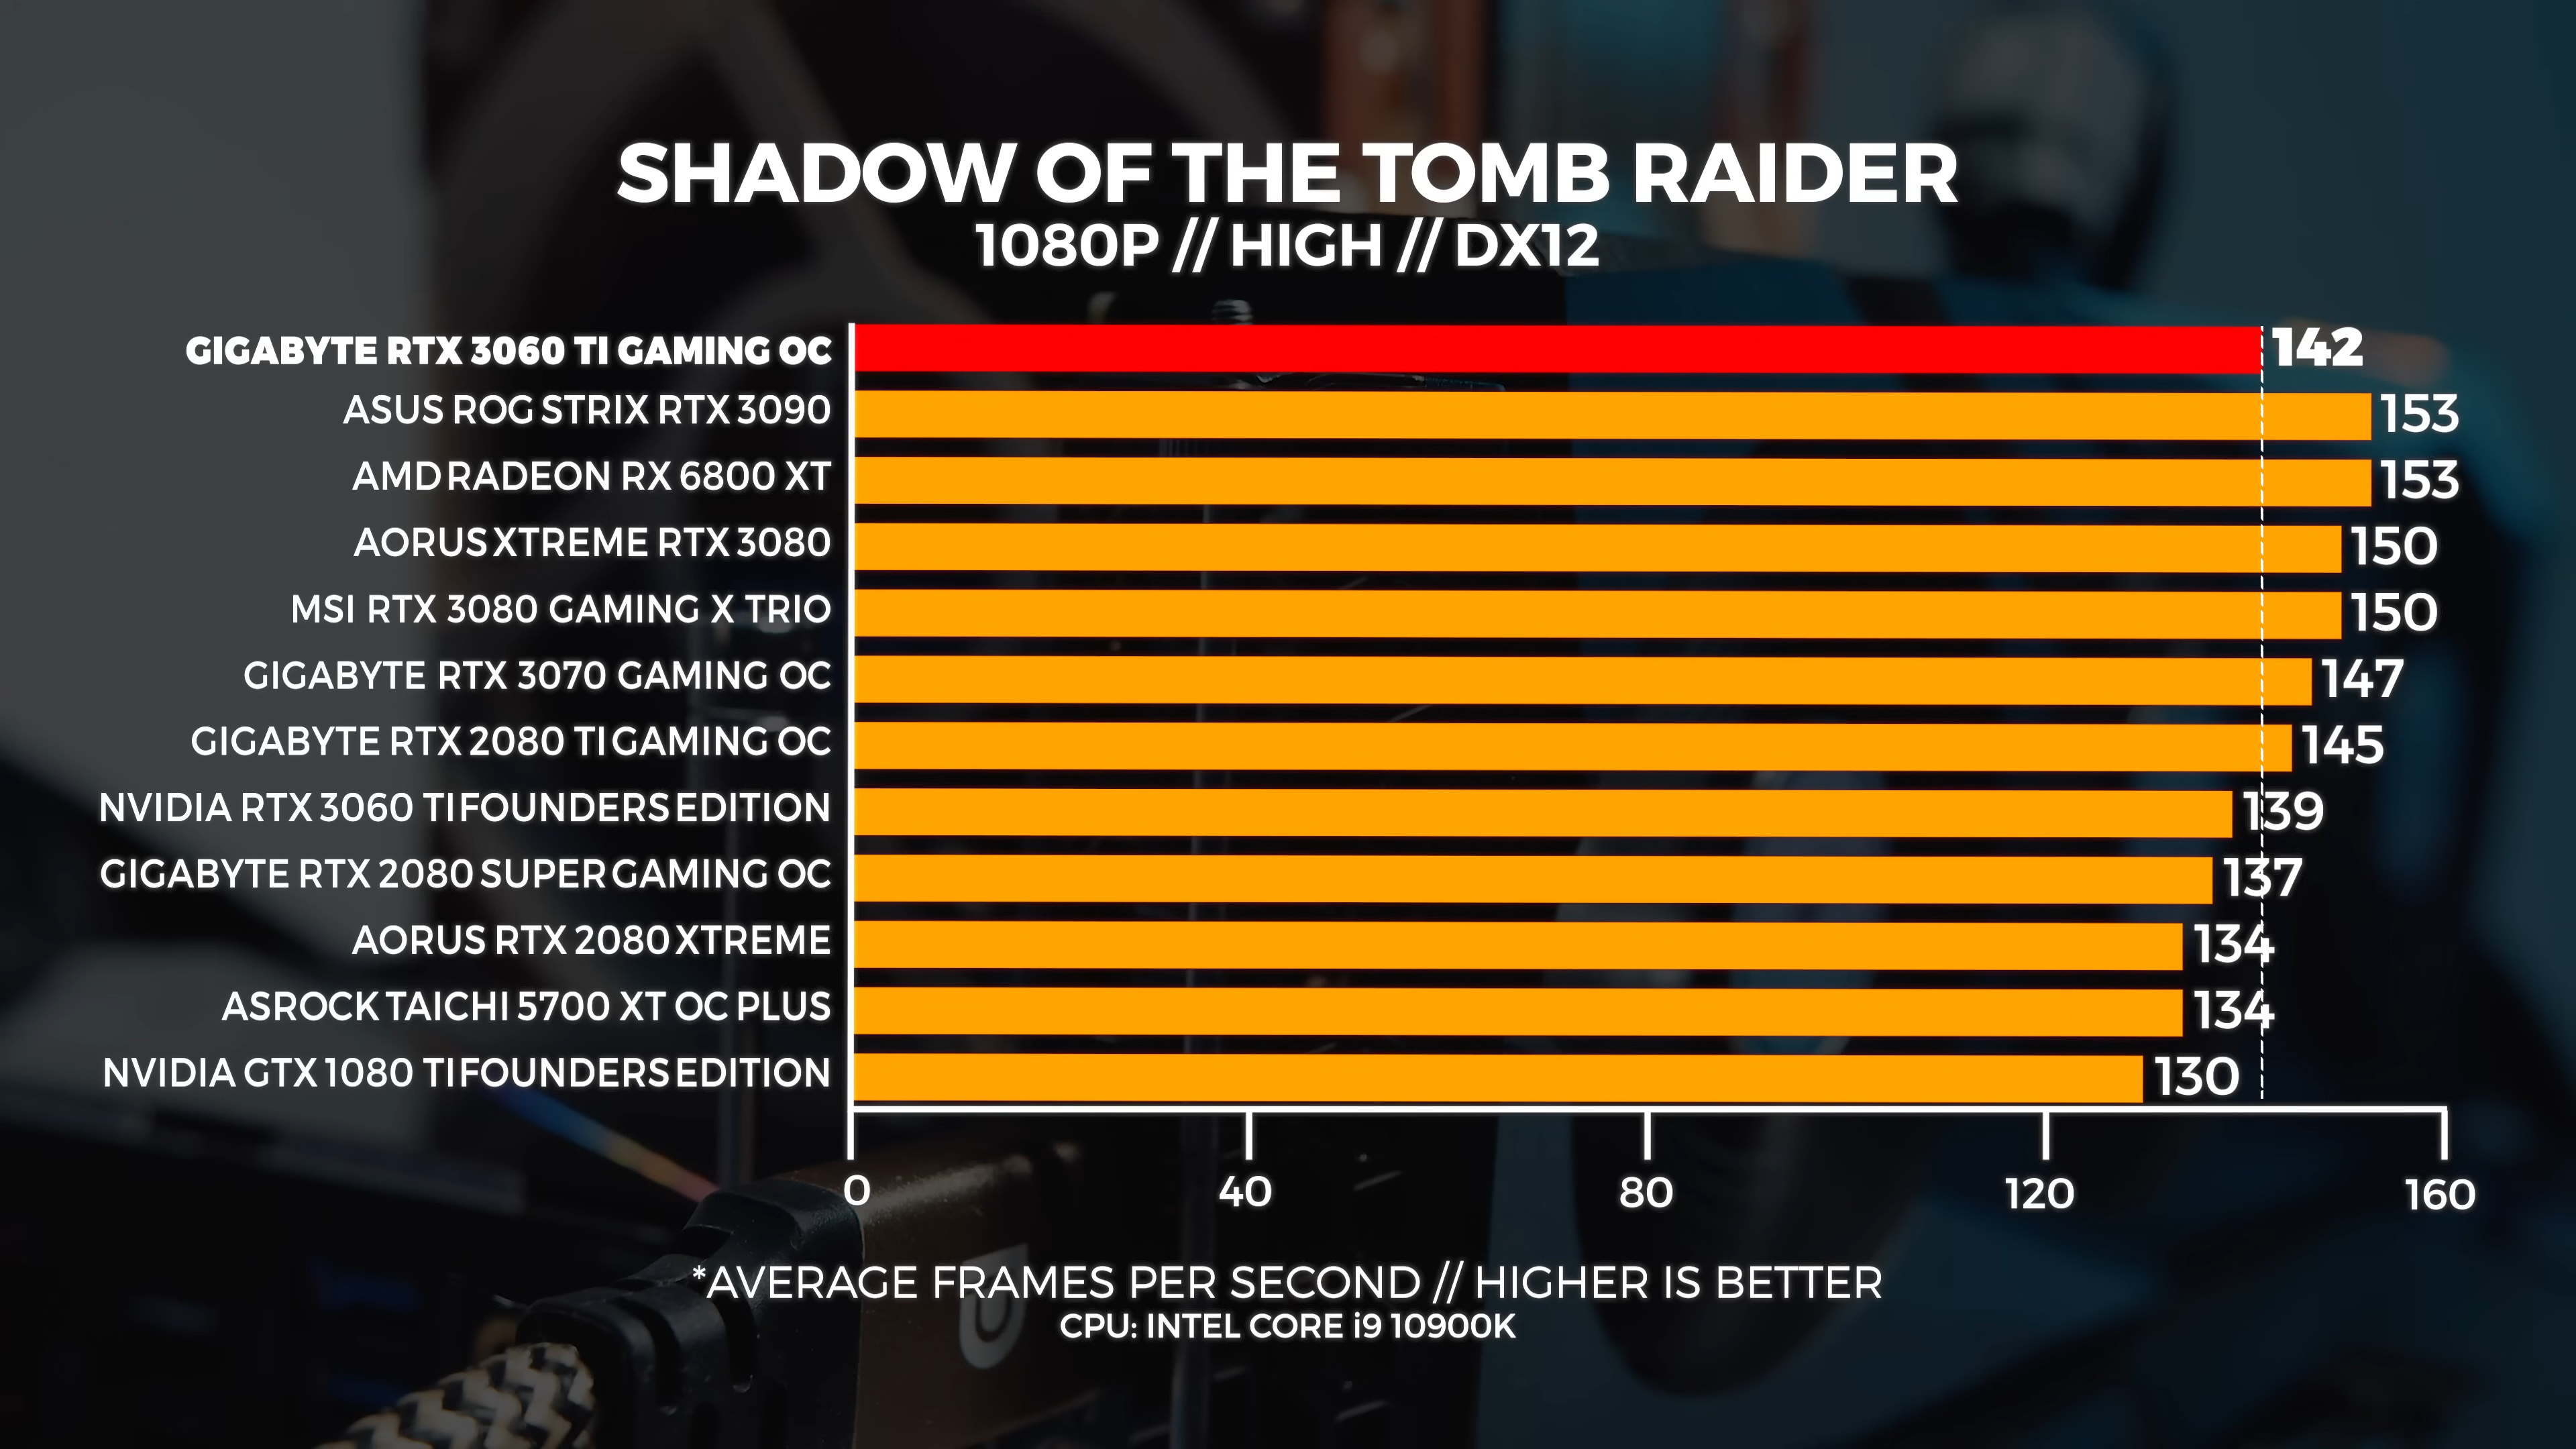 SHADOW OF THE TOMB RAIDER
1080P // HIGH // DX12
GIGABYTE RTX 3060 TI GAMING OC 142
ASUS ROG STRIX RTX 3090 153
AMD RADEON RX 6800 XT 153
AORUS XTREME RTX 3080 150
MSI RTX 3080 GAMING X TRIO 150
GIGABYTE RTX 3070 GAMING OC 147
GIGABYTE RTX 2080 TI GAMING OC 145
NVIDIA RTX 3060 TI FOUNDERS EDITION 139
GIGABYTE RTX 2080 SUPER GAMING OC 137
AORUS RTX 2080 XTREME 134
ASROCK TAICHI 5700 XT OC PLUS 134
NVIDIA GTX 1080 TI FOUNDERS EDITION 130
0 40 80 120 160
*AVERAGE FRAMES PER SECOND // HIGHER IS BETTER
CPU: INTEL CORE i9 10900K